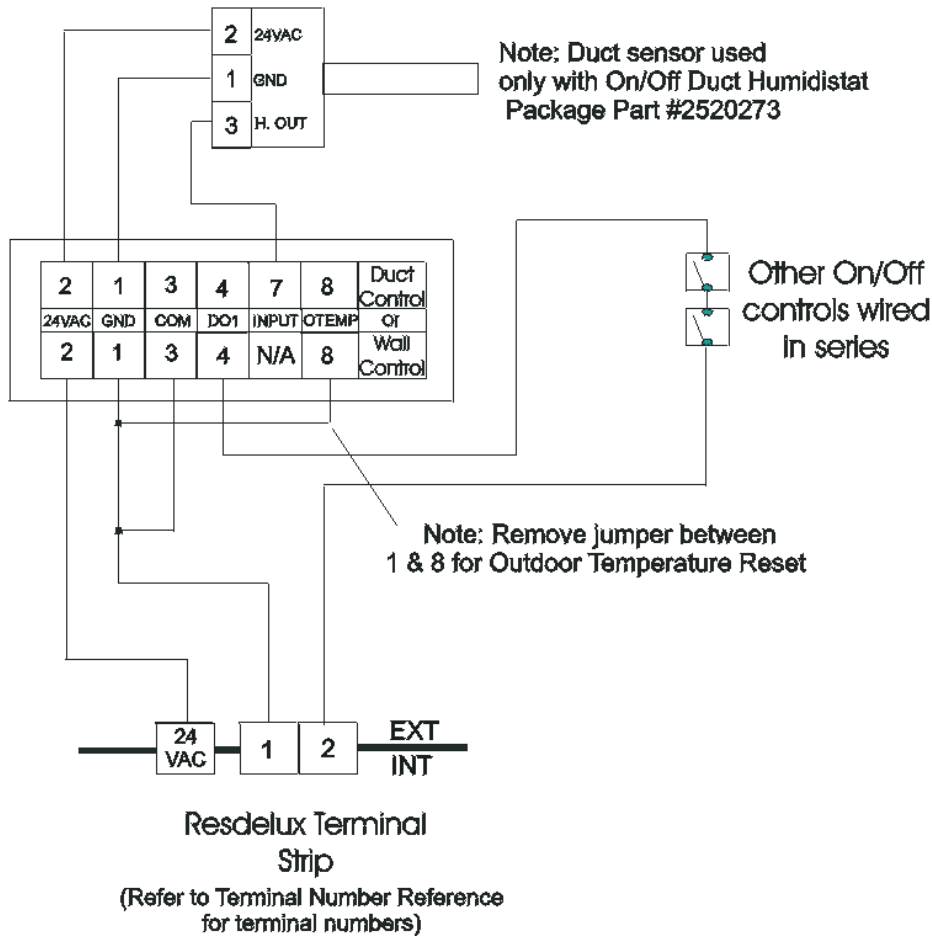 2 24VAC
1 GND
3 H. OUT
Note: Duct sensor used
only with On/Off Duct Humidistat
Package Part #2520273
2 1 3 4 7 8 Duct Control
24VAC GND COM DO1 INPUT OTEMP or
2 1 3 4 N/A 8 Wall Control
Other On/Off
controls wired
in series
Note: Remove jumper between
1 & 8 for Outdoor Temperature Reset
24 VAC 1 2 EXT
INT
Resdelux Terminal
Strip
(Refer to Terminal Number Reference
for terminal numbers)